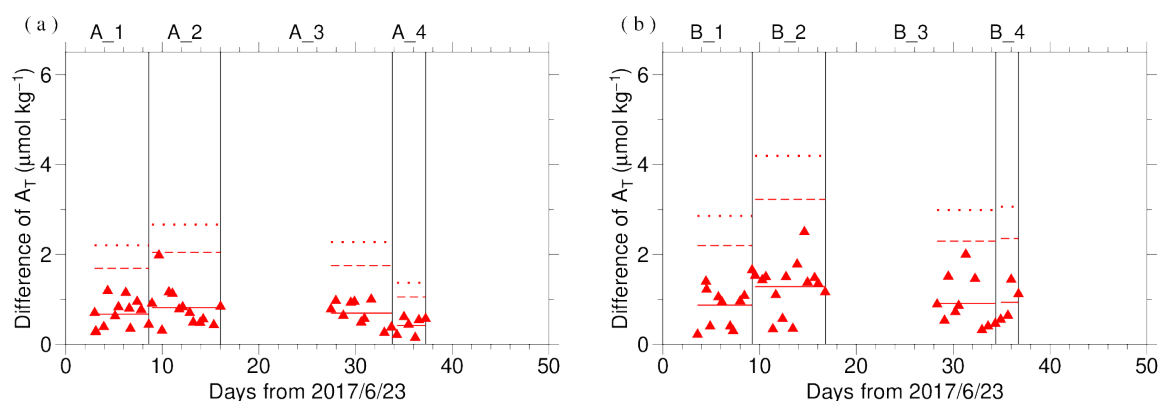 ( a )
A_1 A_2 A_3 A_4
6
4
2
0
Difference of A_T (µmol kg⁻¹)
0 10 20 30 40 50
Days from 2017/6/23
( b )
B_1 B_2 B_3 B_4
6
4
2
0
Difference of A_T (µmol kg⁻¹)
0 10 20 30 40 50
Days from 2017/6/23